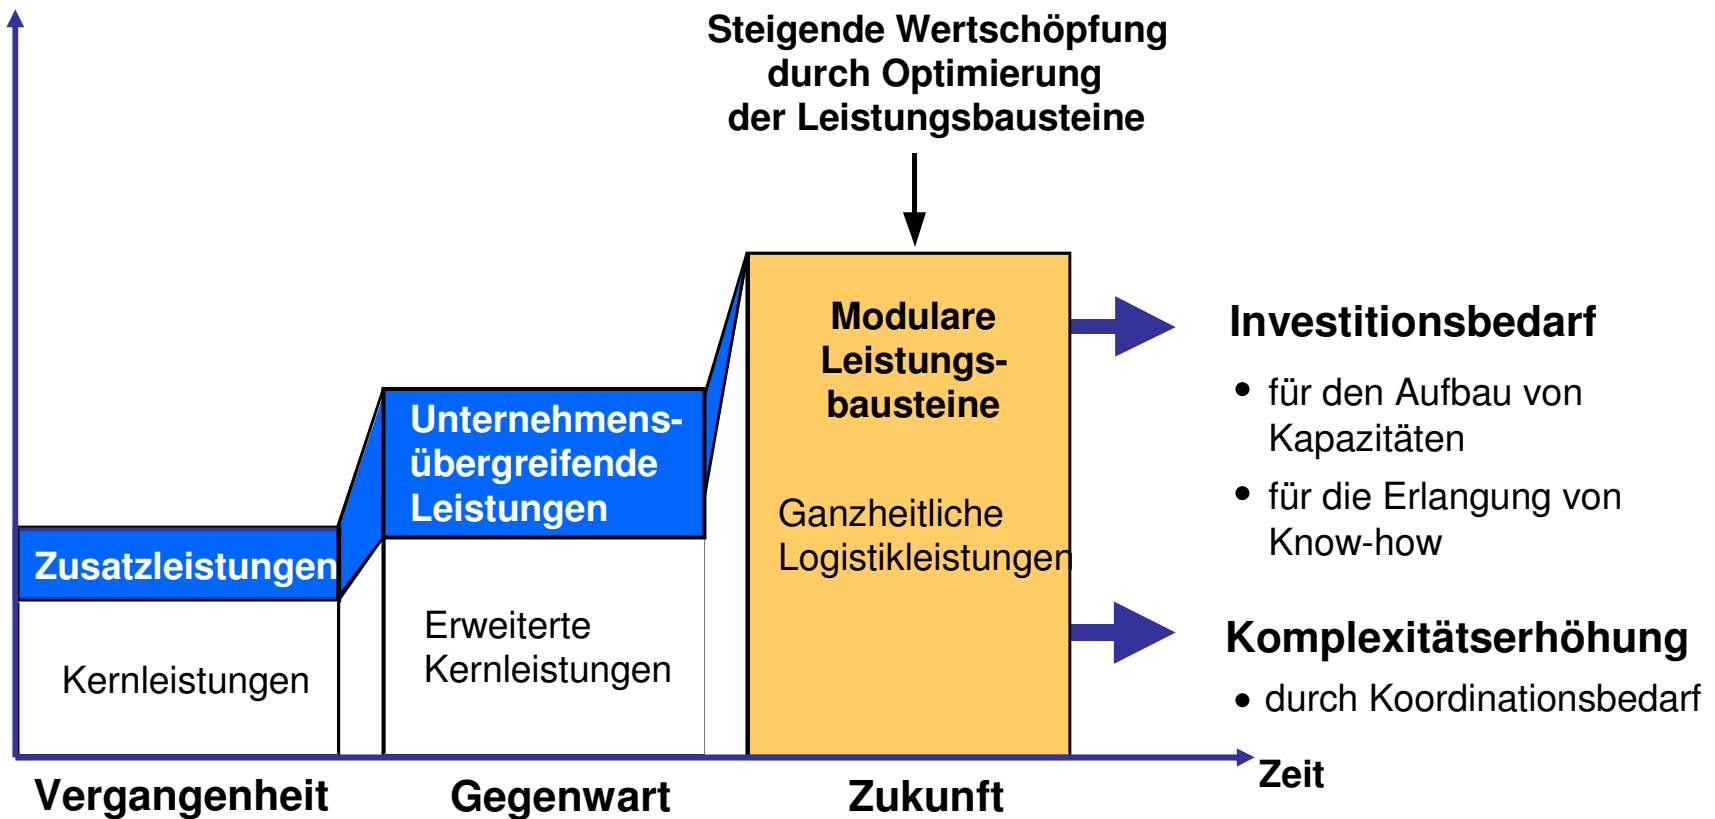 Steigende Wertschöpfung
durch Optimierung
der Leistungsbausteine
Modulare
Leistungs-
bausteine
Ganzheitliche
Logistikleistungen
Unternehmens-
übergreifende
Leistungen
Erweiterte
Kernleistungen
Zusatzleistungen
Kernleistungen
Investitionsbedarf
• für den Aufbau von
Kapazitäten
• für die Erlangung von
Know-how
Komplexitätserhöhung
• durch Koordinationsbedarf
Zeit
Vergangenheit
Gegenwart
Zukunft